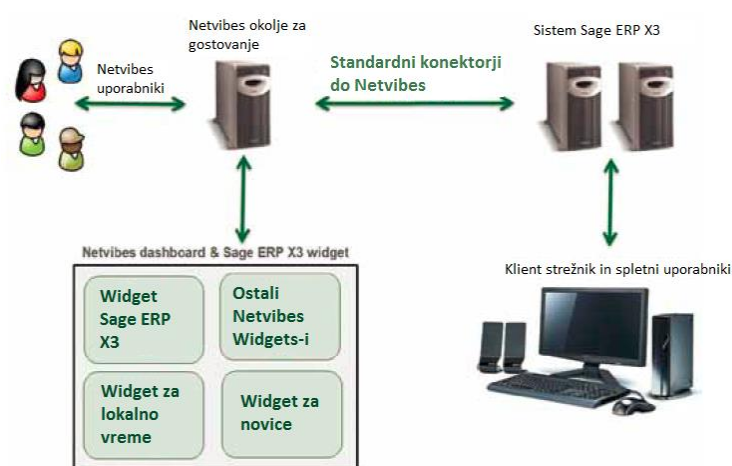 Netvibes okolje za
gostovanje
Sistem Sage ERP X3
Netvibes
uporabniki
Standardni konektorji
do Netvibes
Netvibes dashboard & Sage ERP X3 widget
Widget
Sage ERP
X3
Ostali
Netvibes
Widgets-i
Widget za
lokalno
vreme
Widget za
novice
Klient strežnik in spletni uporabniki